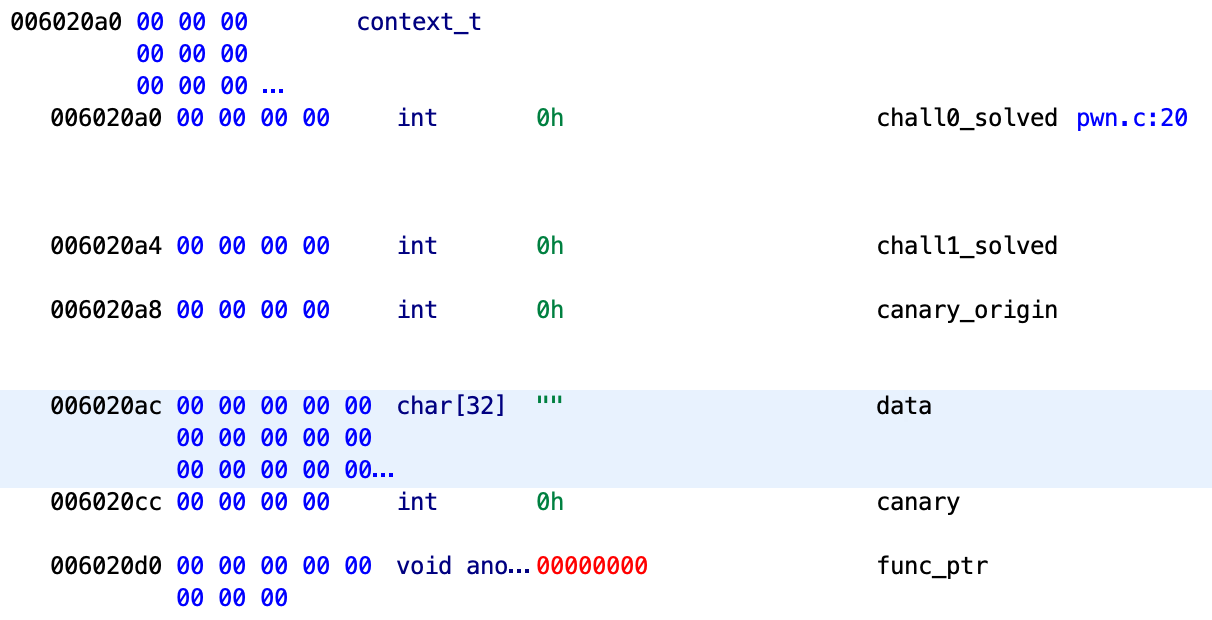 006020a0 00 00 00 context_t
00 00 00
00 00 00 ...
006020a0 00 00 00 00 int 0h chall0_solved pwn.c:20
006020a4 00 00 00 00 int 0h chall1_solved
006020a8 00 00 00 00 int 0h canary_origin
006020ac 00 00 00 00 00 char[32] "" data
00 00 00 00 00
00 00 00 00 00...
006020cc 00 00 00 00 int 0h canary
006020d0 00 00 00 00 00 void ano... 00000000 func_ptr
00 00 00